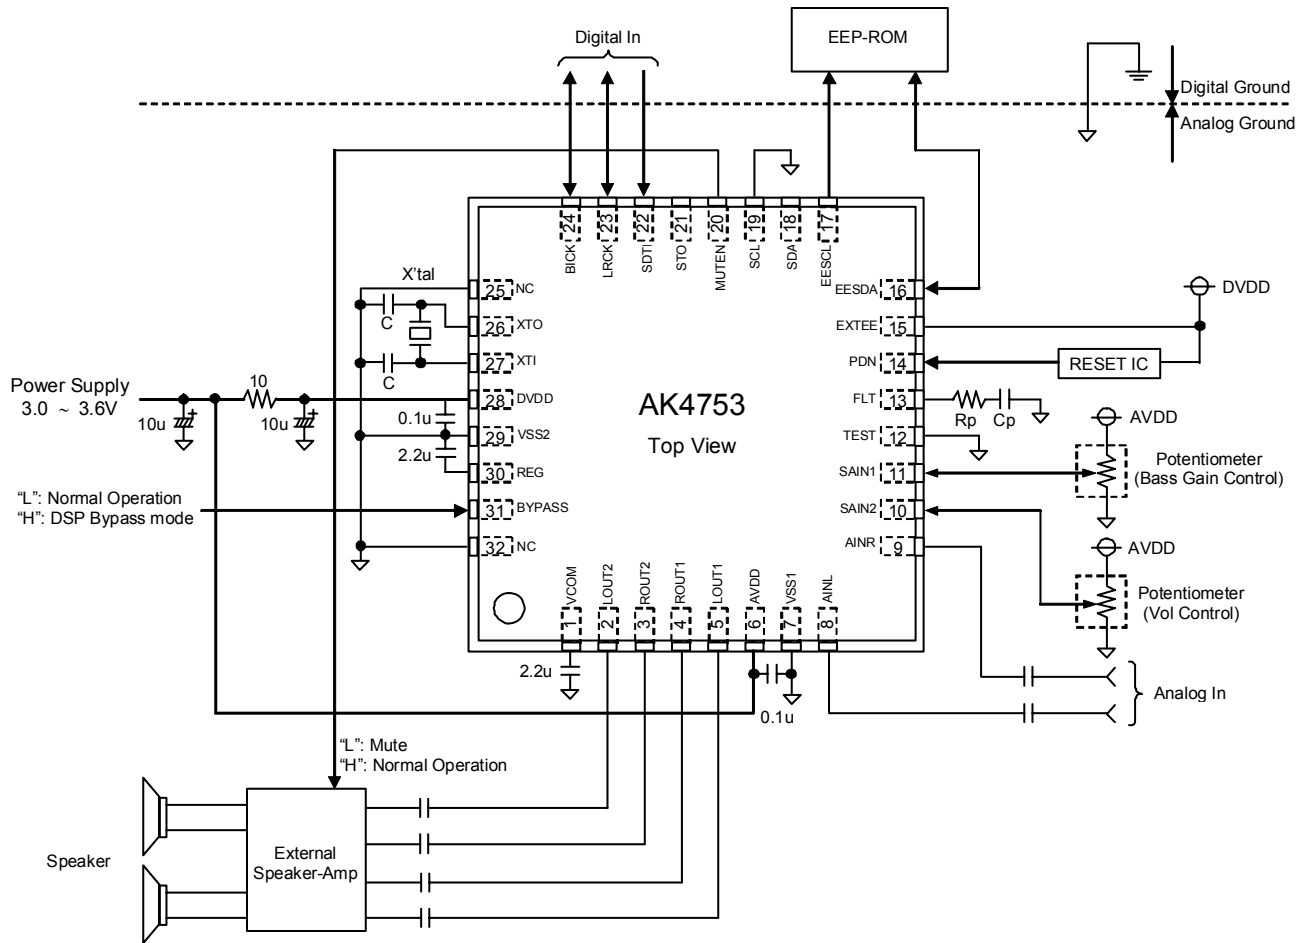 Digital In
EEP-ROM
Digital Ground
Analog Ground
24
23
22
21
20
19
18
17
BICK
LRCK
SDTI
STO
MUTEN
SCL
SDA
EESCL
X'tal
C
C
25 NC
26 XTO
27 XTI
28 DVDD
29 VSS2
30 REG
31 BYPASS
32 NC
EESDA 16
EXTEE 15
PDN 14
FLT 13
TEST 12
SAIN1 11
SAIN2 10
AINR 9
DVDD
RESET IC
Rp
Cp
Power Supply
3.0 ~ 3.6V
10
10u
+
10u
+
0.1u
2.2u
AK4753
Top View
AVDD
Potentiometer
(Bass Gain Control)
"L": Normal Operation
"H": DSP Bypass mode
AVDD
Potentiometer
(Vol Control)
VCOM
LOUT2
ROUT2
ROUT1
LOUT1
AVDD
VSS1
AINL
1
2
3
4
5
6
7
8
2.2u
0.1u
Analog In
"L": Mute
"H": Normal Operation
Speaker
External
Speaker-Amp